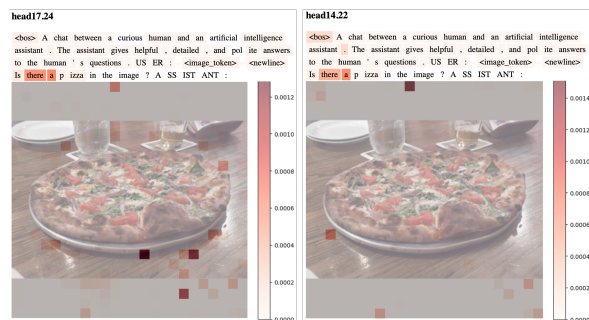 head17.24
<bos> A chat between a curious human and an artificial intelligence
assistant . The assistant gives helpful , detailed , and pol ite answers
to the human ' s questions . US ER : <image_token> <newline>
Is there a p izza in the image ? A SS IST ANT :
0.0012
0.0010
0.0008
0.0006
0.0004
0.0002
0.0000
head14.22
<bos> A chat between a curious human and an artificial intelligence
assistant . The assistant gives helpful , detailed , and pol ite answers
to the human ' s questions . US ER : <image_token> <newline>
Is there a p izza in the image ? A SS IST ANT :
0.0014
0.0012
0.0010
0.0008
0.0006
0.0004
0.0002
0.0000